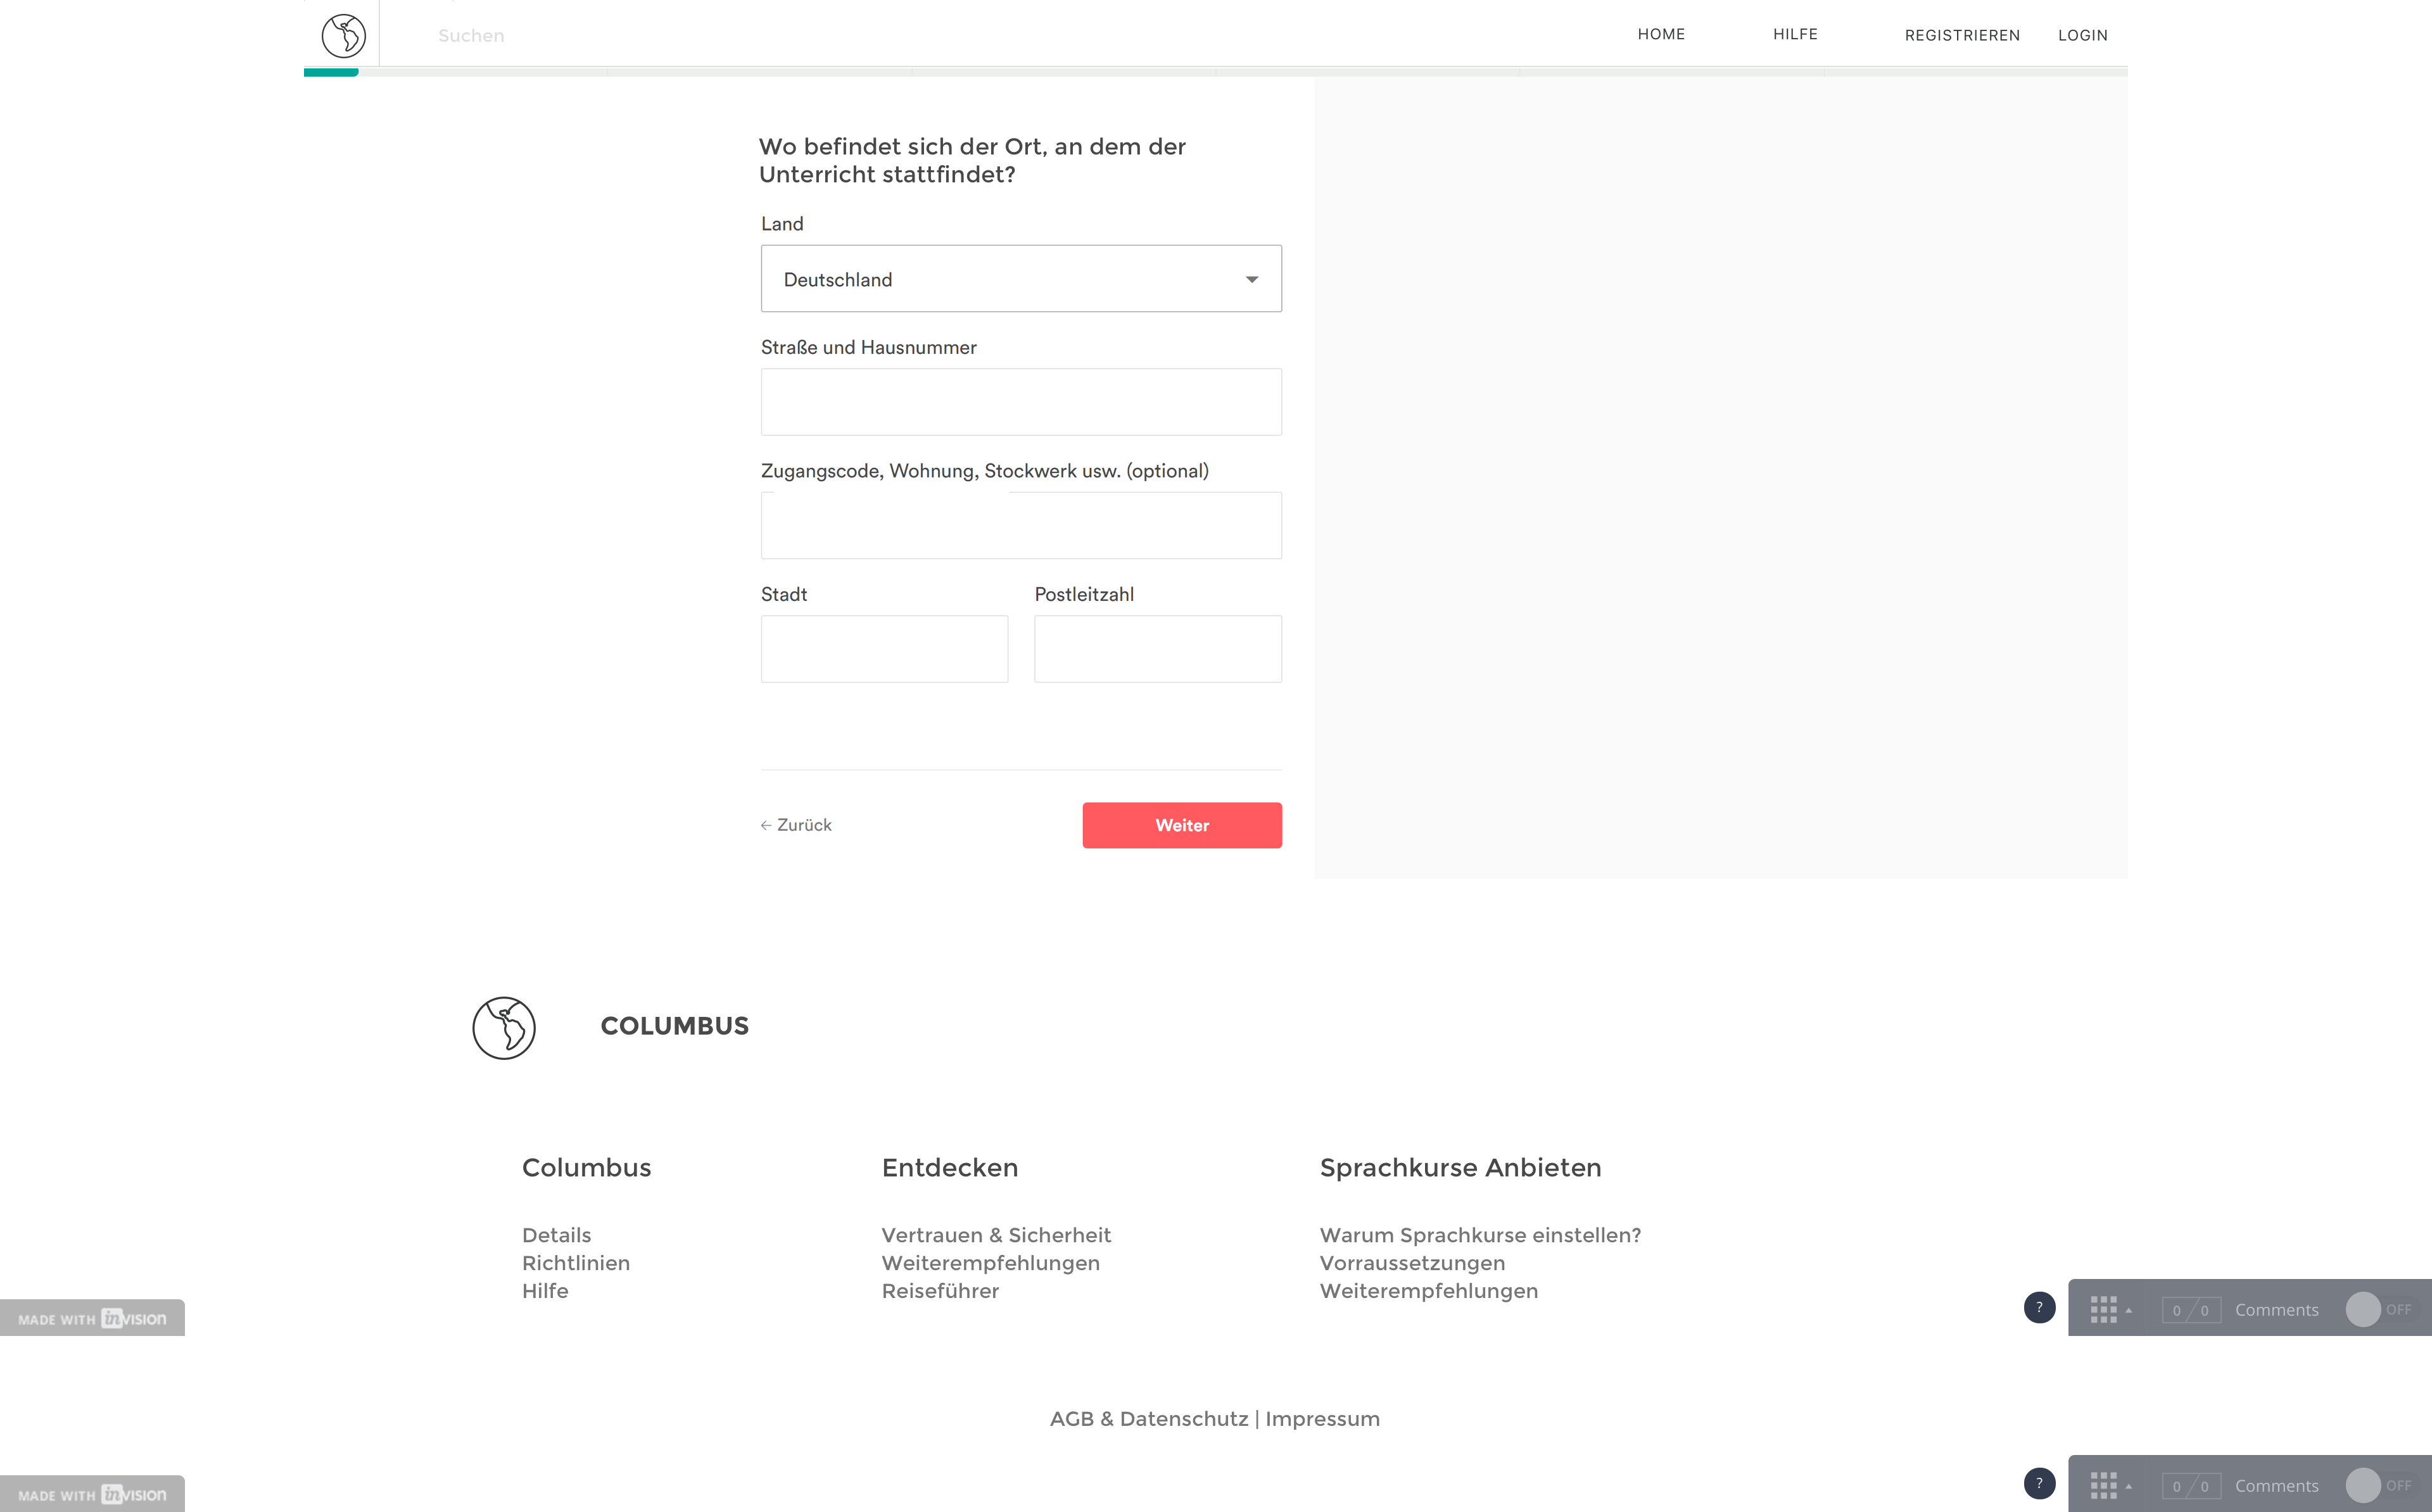 Suchen
HOME
HILFE
REGISTRIEREN
LOGIN
Wo befindet sich der Ort, an dem der
Unterricht stattfindet?
Land
Deutschland
Straße und Hausnummer
Zugangscode, Wohnung, Stockwerk usw. (optional)
Stadt
Postleitzahl
← Zurück
Weiter
COLUMBUS
Columbus
Details
Richtlinien
Hilfe
Entdecken
Vertrauen & Sicherheit
Weiterempfehlungen
Reiseführer
Sprachkurse Anbieten
Warum Sprachkurse einstellen?
Vorraussetzungen
Weiterempfehlungen
MADE WITH invision
?
0 / 0
Comments
OFF
AGB & Datenschutz | Impressum
MADE WITH invision
?
0 / 0
Comments
OFF